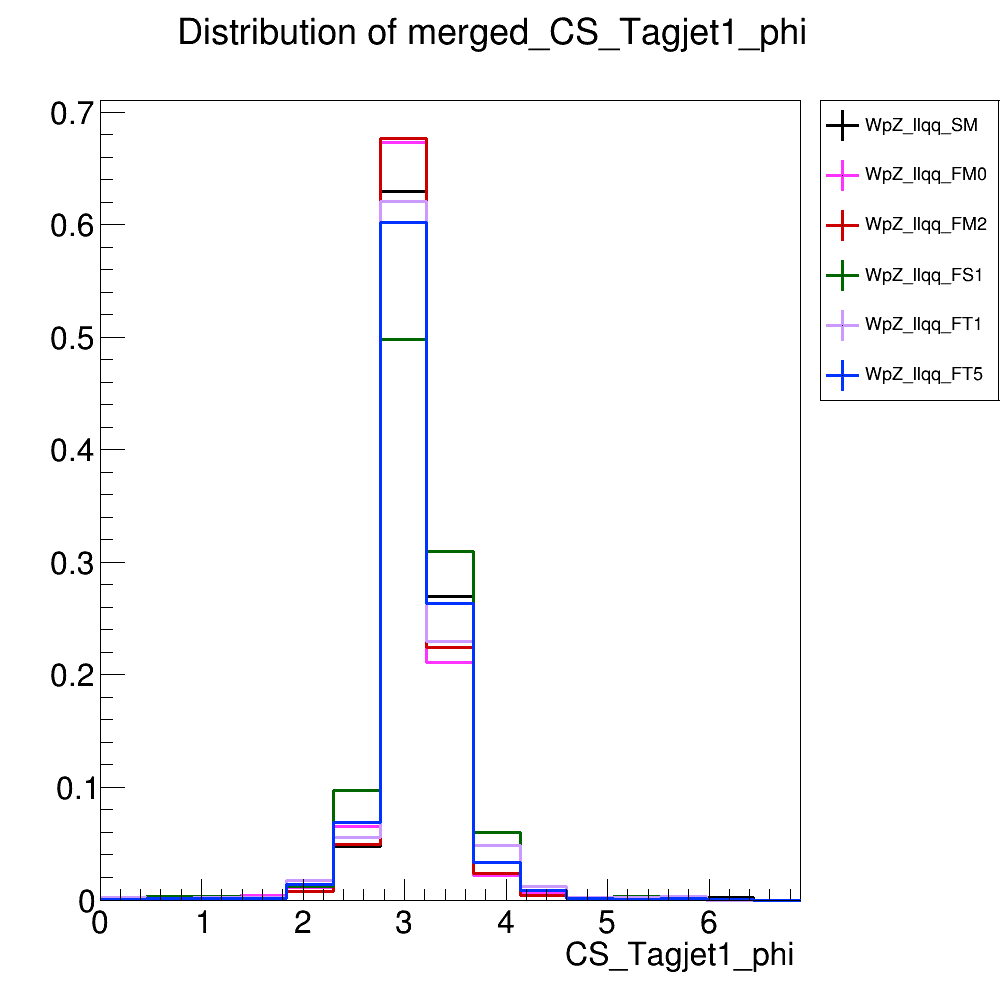 Distribution of merged_CS_Tagjet1_phi
0.7
0.6
0.5
0.4
0.3
0.2
0.1
0
0 1 2 3 4 5 6
CS_Tagjet1_phi
WpZ_llqq_SM
WpZ_llqq_FM0
WpZ_llqq_FM2
WpZ_llqq_FS1
WpZ_llqq_FT1
WpZ_llqq_FT5